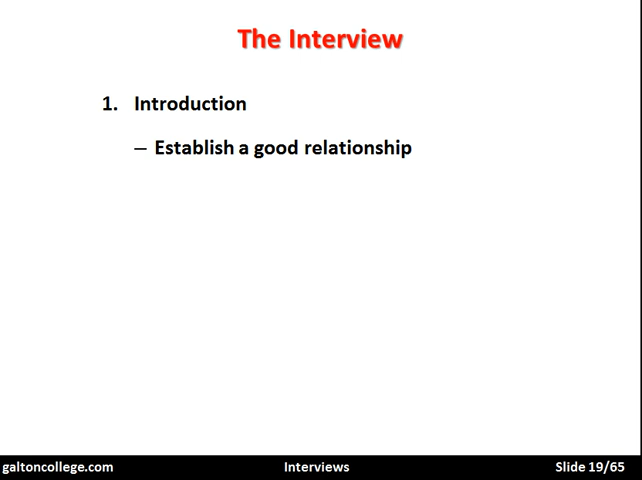 The Interview
1. Introduction
– Establish a good relationship
galtoncollege.com Interviews Slide 19/65